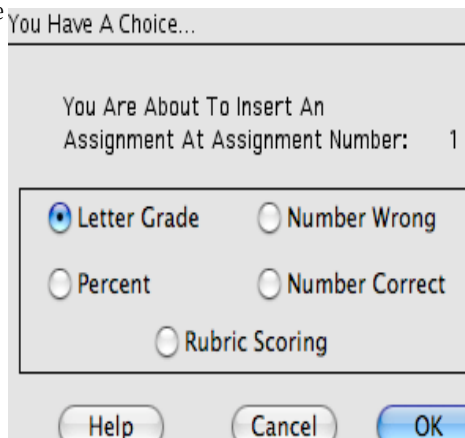 e
You Have A Choice...
You Are About To Insert An
Assignment At Assignment Number: 1
Letter Grade Number Wrong
Percent Number Correct
Rubric Scoring
Help Cancel OK